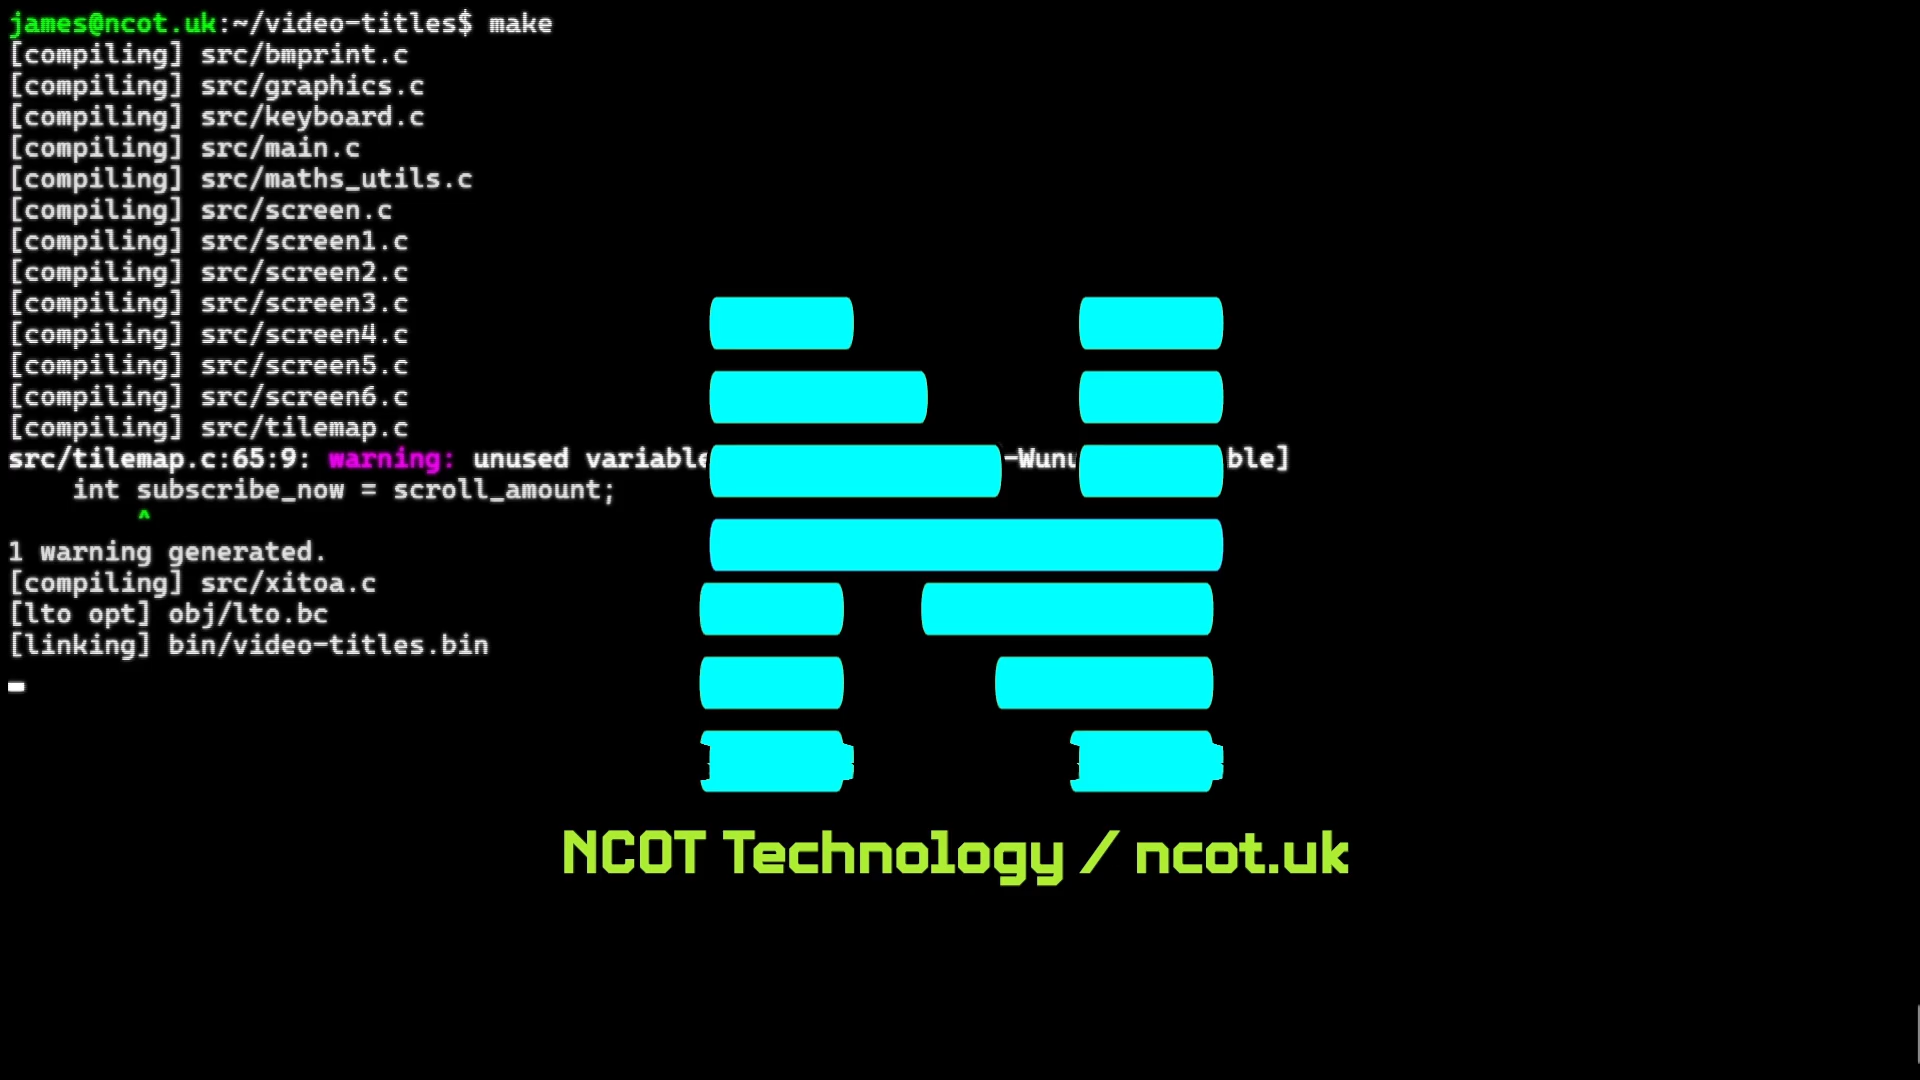 james@ncot.uk:~/video-titles$ make
[compiling] src/bmprint.c
[compiling] src/graphics.c
[compiling] src/keyboard.c
[compiling] src/main.c
[compiling] src/maths_utils.c
[compiling] src/screen.c
[compiling] src/screen1.c
[compiling] src/screen2.c
[compiling] src/screen3.c
[compiling] src/screen4.c
[compiling] src/screen5.c
[compiling] src/screen6.c
[compiling] src/tilemap.c
src/tilemap.c:65:9: warning: unused variable
int subscribe_now = scroll_amount;
^
1 warning generated.
[compiling] src/xitoa.c
[lto opt] obj/lto.bc
[linking] bin/video-titles.bin
NCOT Technology / ncot.uk